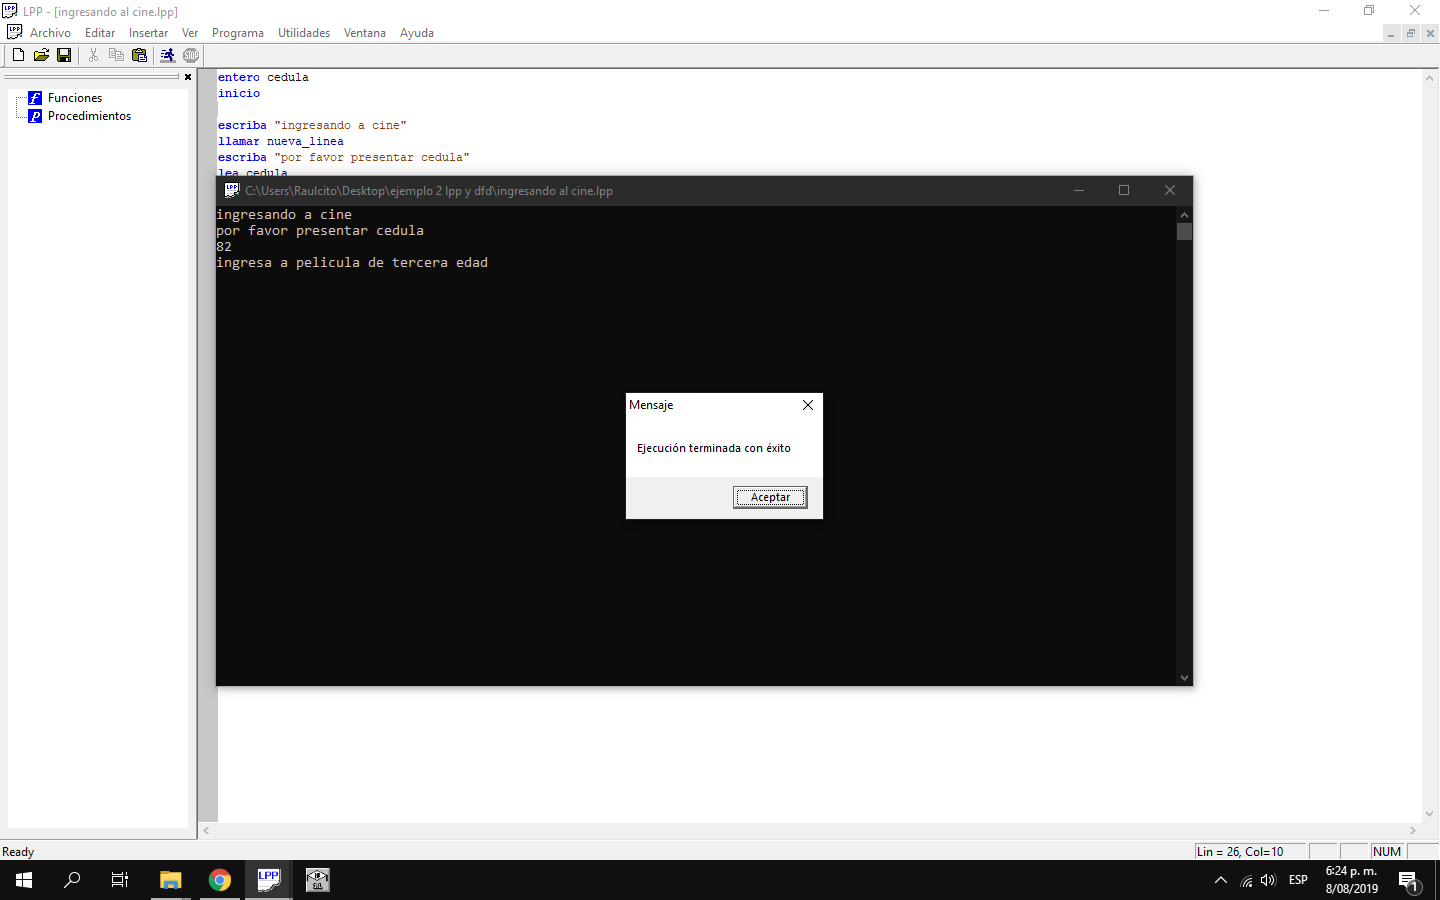 LPP - [ingresando al cine.lpp]
Archivo Editar Insertar Ver Programa Utilidades Ventana Ayuda
Funciones
Procedimientos
entero cedula
inicio
escriba "ingresando a cine"
llamar nueva_linea
escriba "por favor presentar cedula"
lea cedula
C:\Users\Raulcito\Desktop\ejemplo 2 lpp y dfd\ingresando al cine.lpp
ingresando a cine
por favor presentar cedula
82
ingresa a pelicula de tercera edad
Mensaje
Ejecución terminada con éxito
Aceptar
Ready
Lin = 26, Col=10 NUM
LPP
ESP
6:24 p. m.
8/08/2019
1